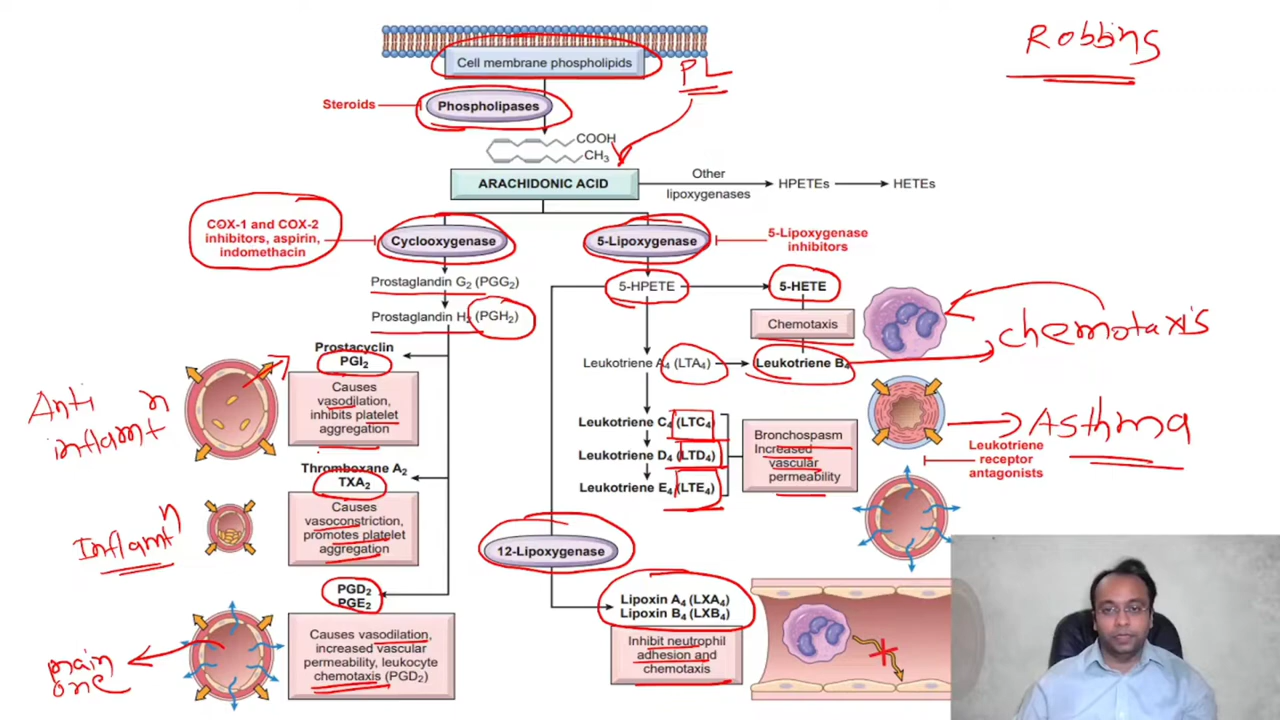 Robbins
Cell membrane phospholipids
PL
Steroids
Phospholipases
COOH
CH3
ARACHIDONIC ACID
Other
lipoxygenases
HPETEs
HETEs
COX-1 and COX-2
inhibitors, aspirin,
indomethacin
Cyclooxygenase
5-Lipoxygenase
5-Lipoxygenase
inhibitors
Prostaglandin G2 (PGG2)
5-HPETE
5-HETE
Prostaglandin H2 (PGH2)
Chemotaxis
chemotaxis
Prostacyclin
PGI2
Leukotriene A4 (LTA4)
Leukotriene B4
Causes
vasodilation,
inhibits platelet
aggregation
Anti n
inflamt
Leukotriene C4 (LTC4)
Leukotriene D4 (LTD4)
Leukotriene E4 (LTE4)
Bronchospasm
Increased
vascular
permeability
Asthma
Leukotriene
receptor
antagonists
Thromboxane A2
TXA2
Causes
vasoconstriction,
promotes platelet
aggregation
Inflamt n
12-Lipoxygenase
PGD2
PGE2
Lipoxin A4 (LXA4)
Lipoxin B4 (LXB4)
Causes vasodilation,
increased vascular
permeability, leukocyte
chemotaxis (PGD2)
Inhibit neutrophil
adhesion and
chemotaxis
main
one